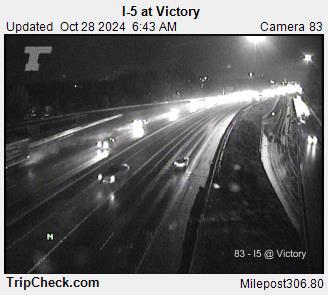 I-5 at Victory
Updated Oct 28 2024 6:43 AM Camera 83
T
N
83 - I5 @ Victory
TripCheck.com Milepost306.80